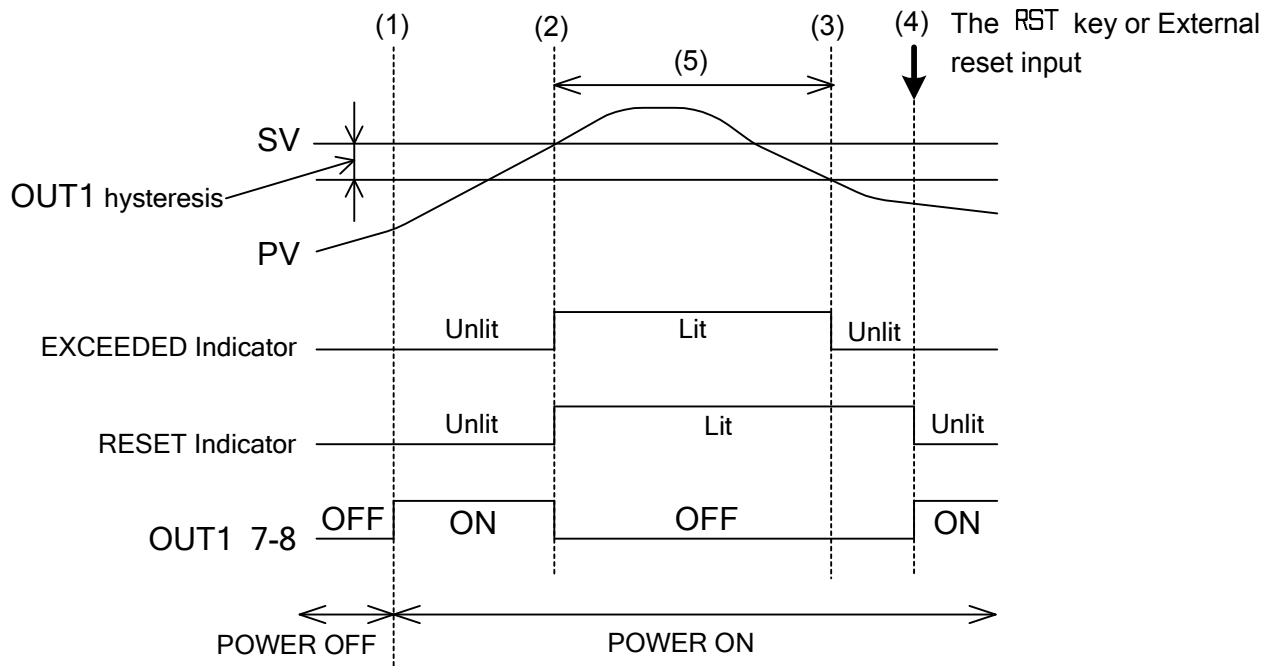 (1)
(2)
(3)
(4)
The RST key or External
reset input
(5)
SV
OUT1 hysteresis
PV
EXCEEDED Indicator
Unlit
Lit
Unlit
RESET Indicator
Unlit
Lit
Unlit
OUT1 7-8
OFF
ON
OFF
ON
POWER OFF
POWER ON